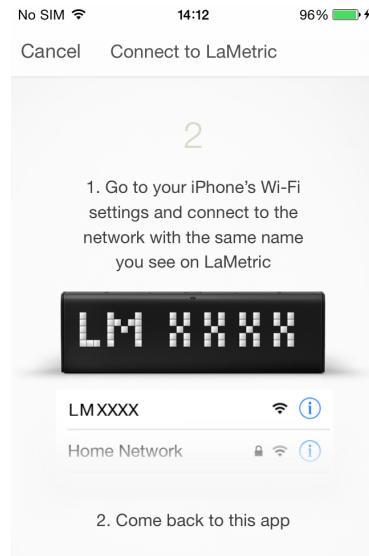 No SIM 14:12 96%
Cancel Connect to LaMetric
2
1. Go to your iPhone's Wi-Fi
settings and connect to the
network with the same name
you see on LaMetric
LM XXXX
LMXXXX
Home Network
2. Come back to this app